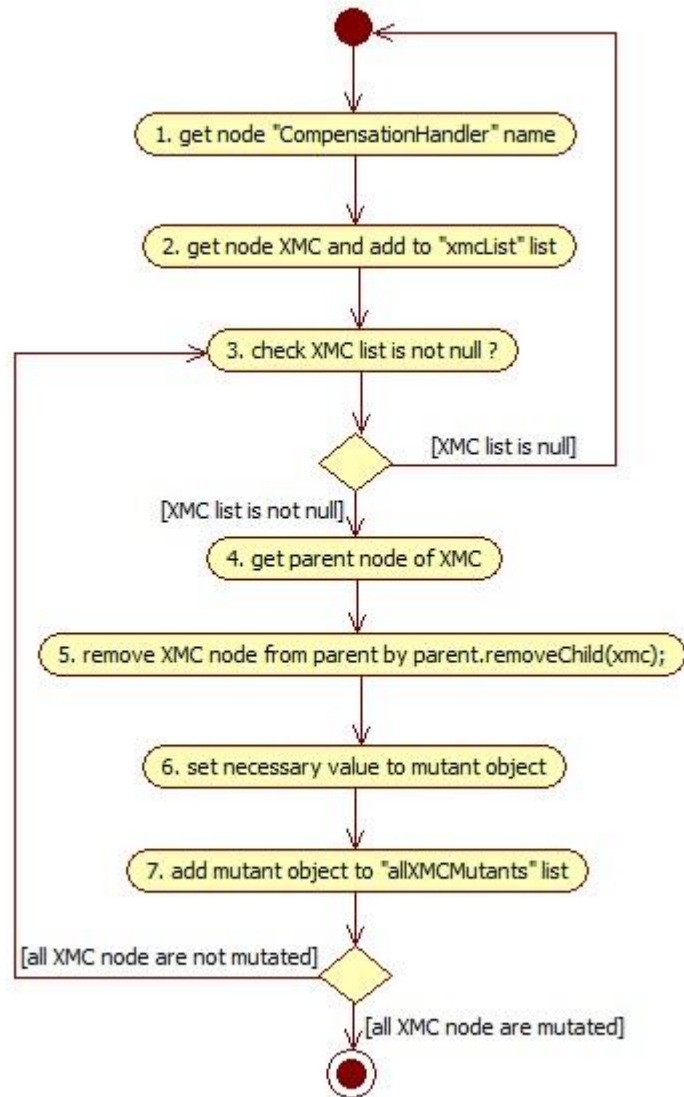 1. get node "CompensationHandler" name
2. get node XMC and add to "xmcList" list
3. check XMC list is not null ?
[XMC list is null]
[XMC list is not null]
4. get parent node of XMC
5. remove XMC node from parent by parent.removeChild(xmc);
6. set necessary value to mutant object
7. add mutant object to "allXMCMutants" list
[all XMC node are not mutated]
[all XMC node are mutated]